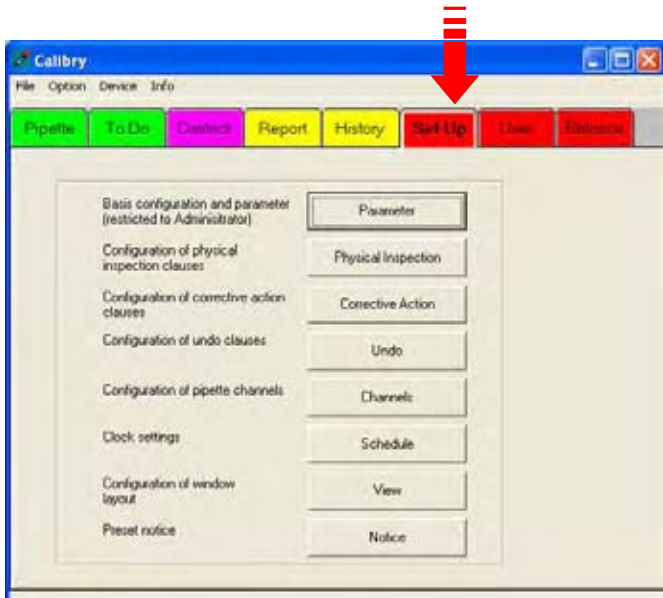 Calibry
File Option Device Info
Pipette To Do Contact Report History Set-Up User Balance
Basis configuration and parameter
(restricted to Administrator)
Parameter
Configuration of physical
inspection clauses
Physical Inspection
Configuration of corrective action
clauses
Corrective Action
Configuration of undo clauses
Undo
Configuration of pipette channels
Channels
Clock settings
Schedule
Configuration of window
layout
View
Preset notice
Notice